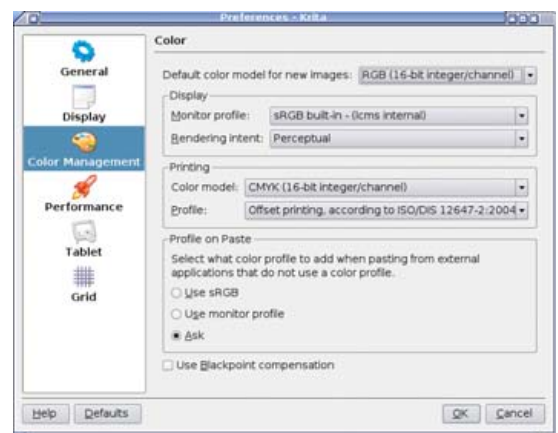 Preferences - Krita
General
Display
Color Management
Performance
Tablet
Grid
Color
Default color model for new images: RGB (16-bit integer/channel)
Display
Monitor profile: sRGB built-in - (lcms internal)
Rendering intent: Perceptual
Printing
Color model: CMYK (16-bit integer/channel)
Profile: Offset printing, according to ISO/DIS 12647-2:2004
Profile on Paste
Select what color profile to add when pasting from external
applications that do not use a color profile.
Use sRGB
Use monitor profile
Ask
Use Blackpoint compensation
Help
Defaults
OK
Cancel